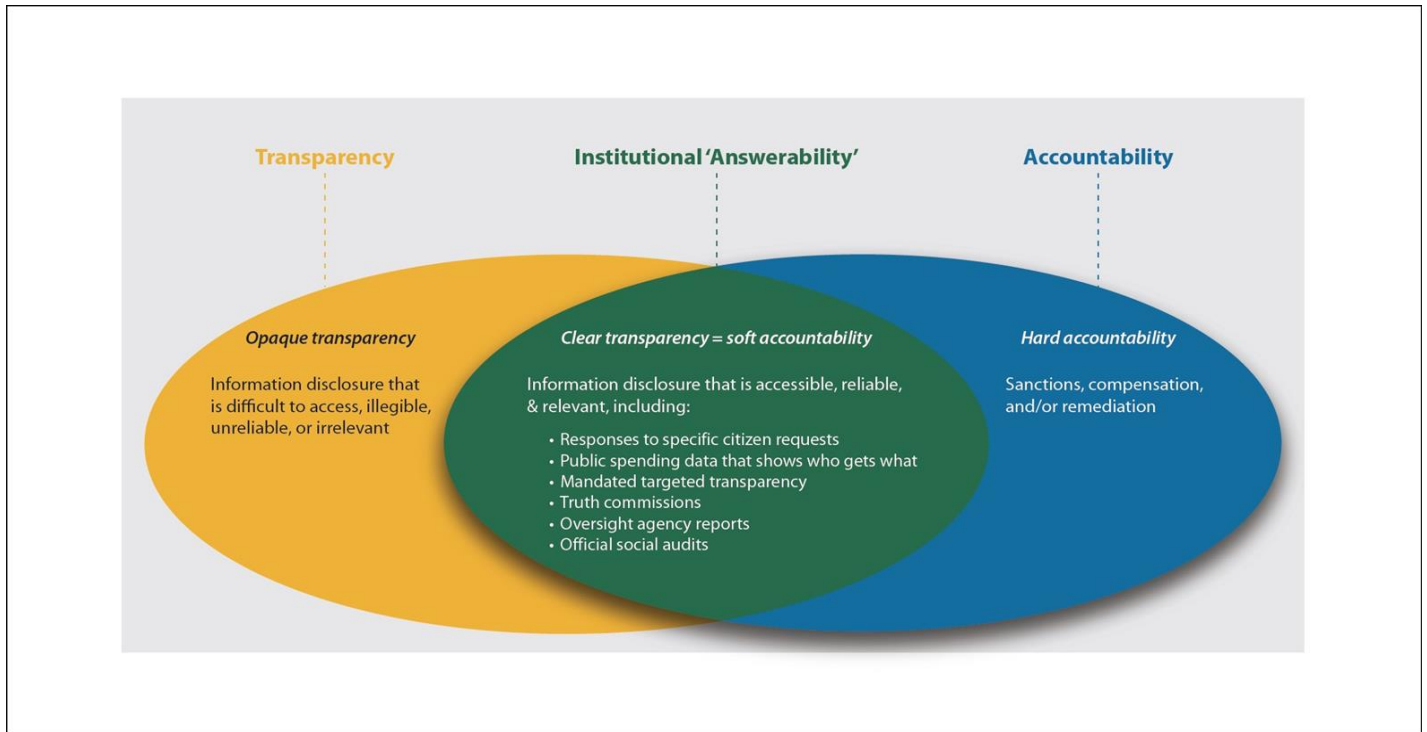 Transparency
Institutional ‘Answerability’
Accountability
Opaque transparency
Information disclosure that
is difficult to access, illegible,
unreliable, or irrelevant
Clear transparency = soft accountability
Information disclosure that is accessible, reliable,
& relevant, including:
• Responses to specific citizen requests
• Public spending data that shows who gets what
• Mandated targeted transparency
• Truth commissions
• Oversight agency reports
• Official social audits
Hard accountability
Sanctions, compensation,
and/or remediation